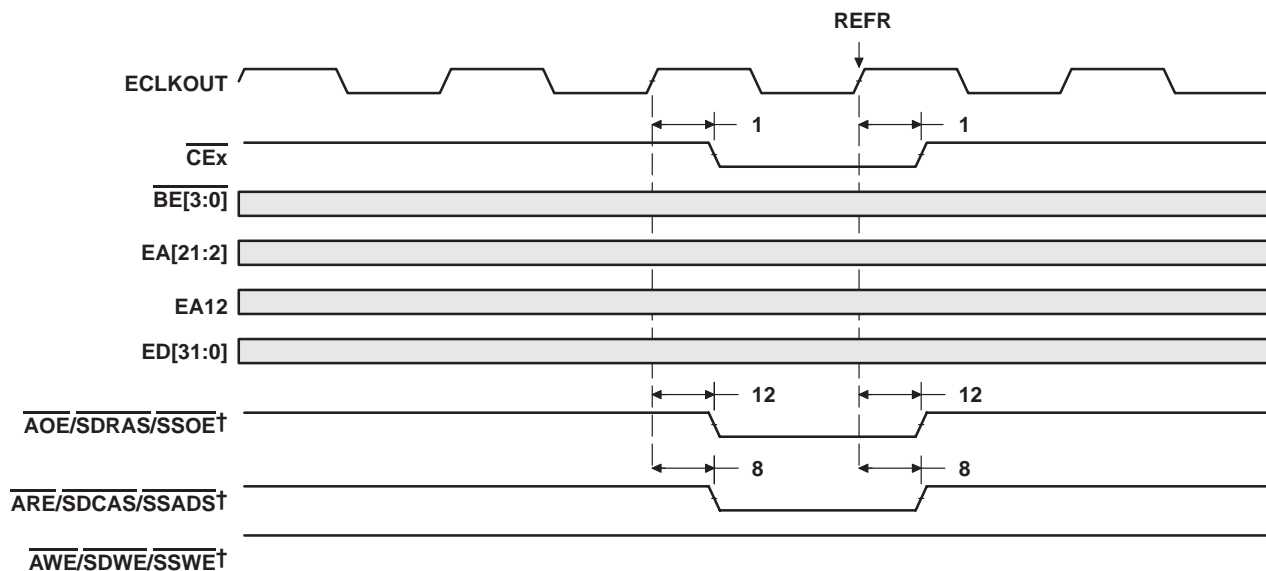 REFR
ECLKOUT
1 1
CEx
BE[3:0]
EA[21:2]
EA12
ED[31:0]
12 12
AOE/SDRAS/SSOE†
8 8
ARE/SDCAS/SSADS†
AWE/SDWE/SSWE†